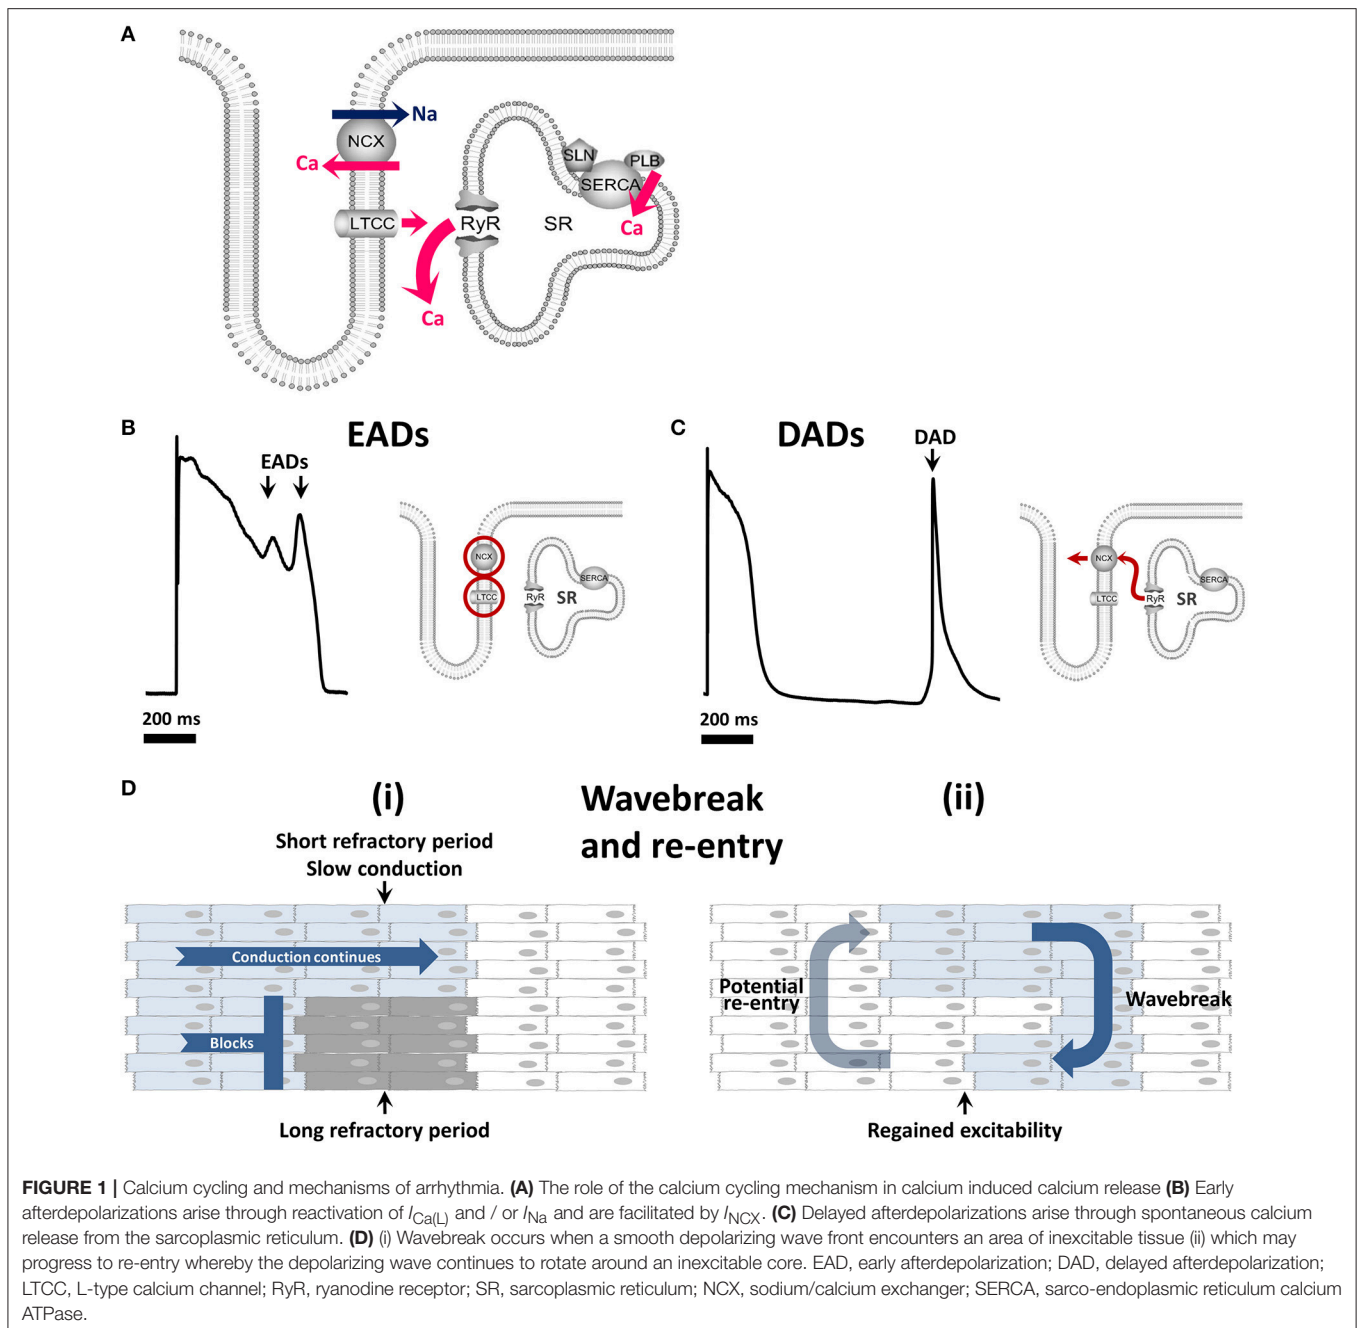 A
Na
NCX
Ca
SLN
PLB
SERCA
LTCC
RyR
SR
Ca
Ca
B
EADs
EADs
NCX
LTCC
RyR
SR
SERCA
200 ms
C
DADs
DAD
NCX
LTCC
RyR
SR
SERCA
200 ms
D
(i)
Wavebreak
and re-entry
(ii)
Short refractory period
Slow conduction
Conduction continues
Blocks
Long refractory period
Potential
re-entry
Wavebreak
Regained excitability
FIGURE 1 | Calcium cycling and mechanisms of arrhythmia. (A) The role of the calcium cycling mechanism in calcium induced calcium release (B) Early
afterdepolarizations arise through reactivation of ICa(L) and / or INa and are facilitated by INCX. (C) Delayed afterdepolarizations arise through spontaneous calcium
release from the sarcoplasmic reticulum. (D) (i) Wavebreak occurs when a smooth depolarizing wave front encounters an area of inexcitable tissue (ii) which may
progress to re-entry whereby the depolarizing wave continues to rotate around an inexcitable core. EAD, early afterdepolarization; DAD, delayed afterdepolarization;
LTCC, L-type calcium channel; RyR, ryanodine receptor; SR, sarcoplasmic reticulum; NCX, sodium/calcium exchanger; SERCA, sarco-endoplasmic reticulum calcium
ATPase.